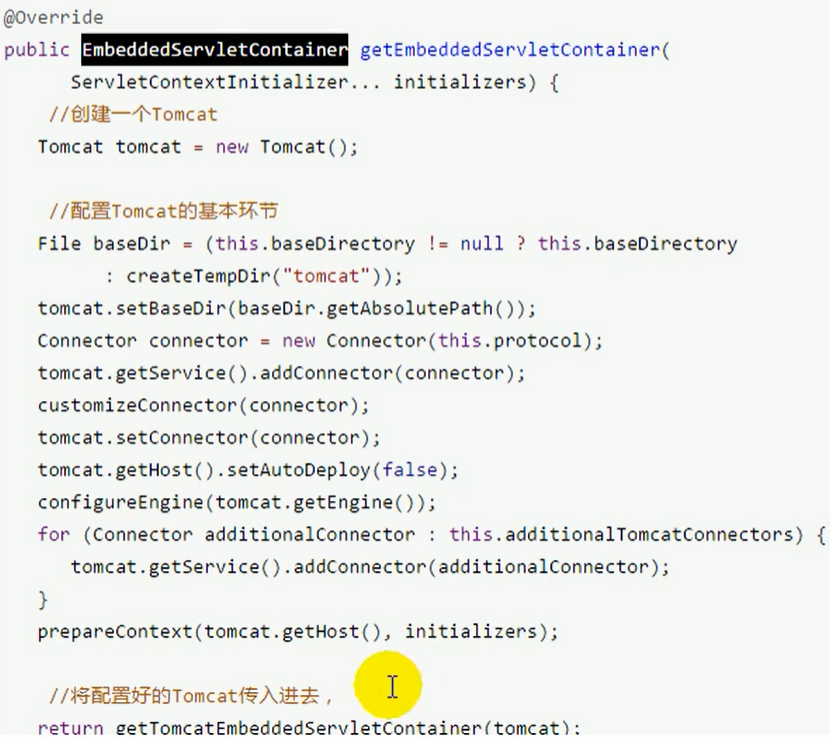 @Override
public EmbeddedServletContainer getEmbeddedServletContainer(
ServletContextInitializer... initializers) {
//创建一个Tomcat
Tomcat tomcat = new Tomcat();
//配置Tomcat的基本环节
File baseDir = (this.baseDirectory != null ? this.baseDirectory
: createTempDir("tomcat"));
tomcat.setBaseDir(baseDir.getAbsolutePath());
Connector connector = new Connector(this.protocol);
tomcat.getService().addConnector(connector);
customizeConnector(connector);
tomcat.setConnector(connector);
tomcat.getHost().setAutoDeploy(false);
configureEngine(tomcat.getEngine());
for (Connector additionalConnector : this.additionalTomcatConnectors) {
tomcat.getService().addConnector(additionalConnector);
}
prepareContext(tomcat.getHost(), initializers);
//将配置好的Tomcat传入进去，
return getTomcatEmbeddedServletContainer(tomcat);